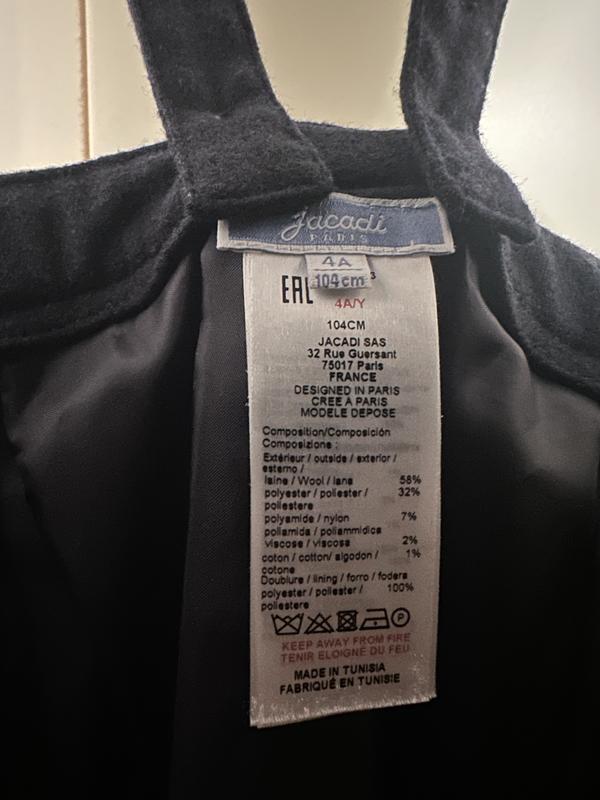 Jacadi
PARIS
4A
104cm
EAC
4A/Y
104CM
JACADI SAS
32 Rue Guersant
75017 Paris
FRANCE
DESIGNED IN PARIS
CREE A PARIS
MODELE DEPOSE
Composition/Composición
Composizione :
Extérieur / outside / exterior /
esterno /
laine / Wool / lana 58%
polyester / poliester / 32%
poliestere
polyamide / nylon 7%
poliamida / poliammidica
viscose / viscosa 2%
coton / cotton/ algodon / 1%
cotone
Doublure / lining / forro / fodera
polyester / poliester / 100%
poliestere
P
KEEP AWAY FROM FIRE
TENIR ELOIGNÉ DU FEU
MADE IN TUNISIA
FABRIQUÉ EN TUNISIE